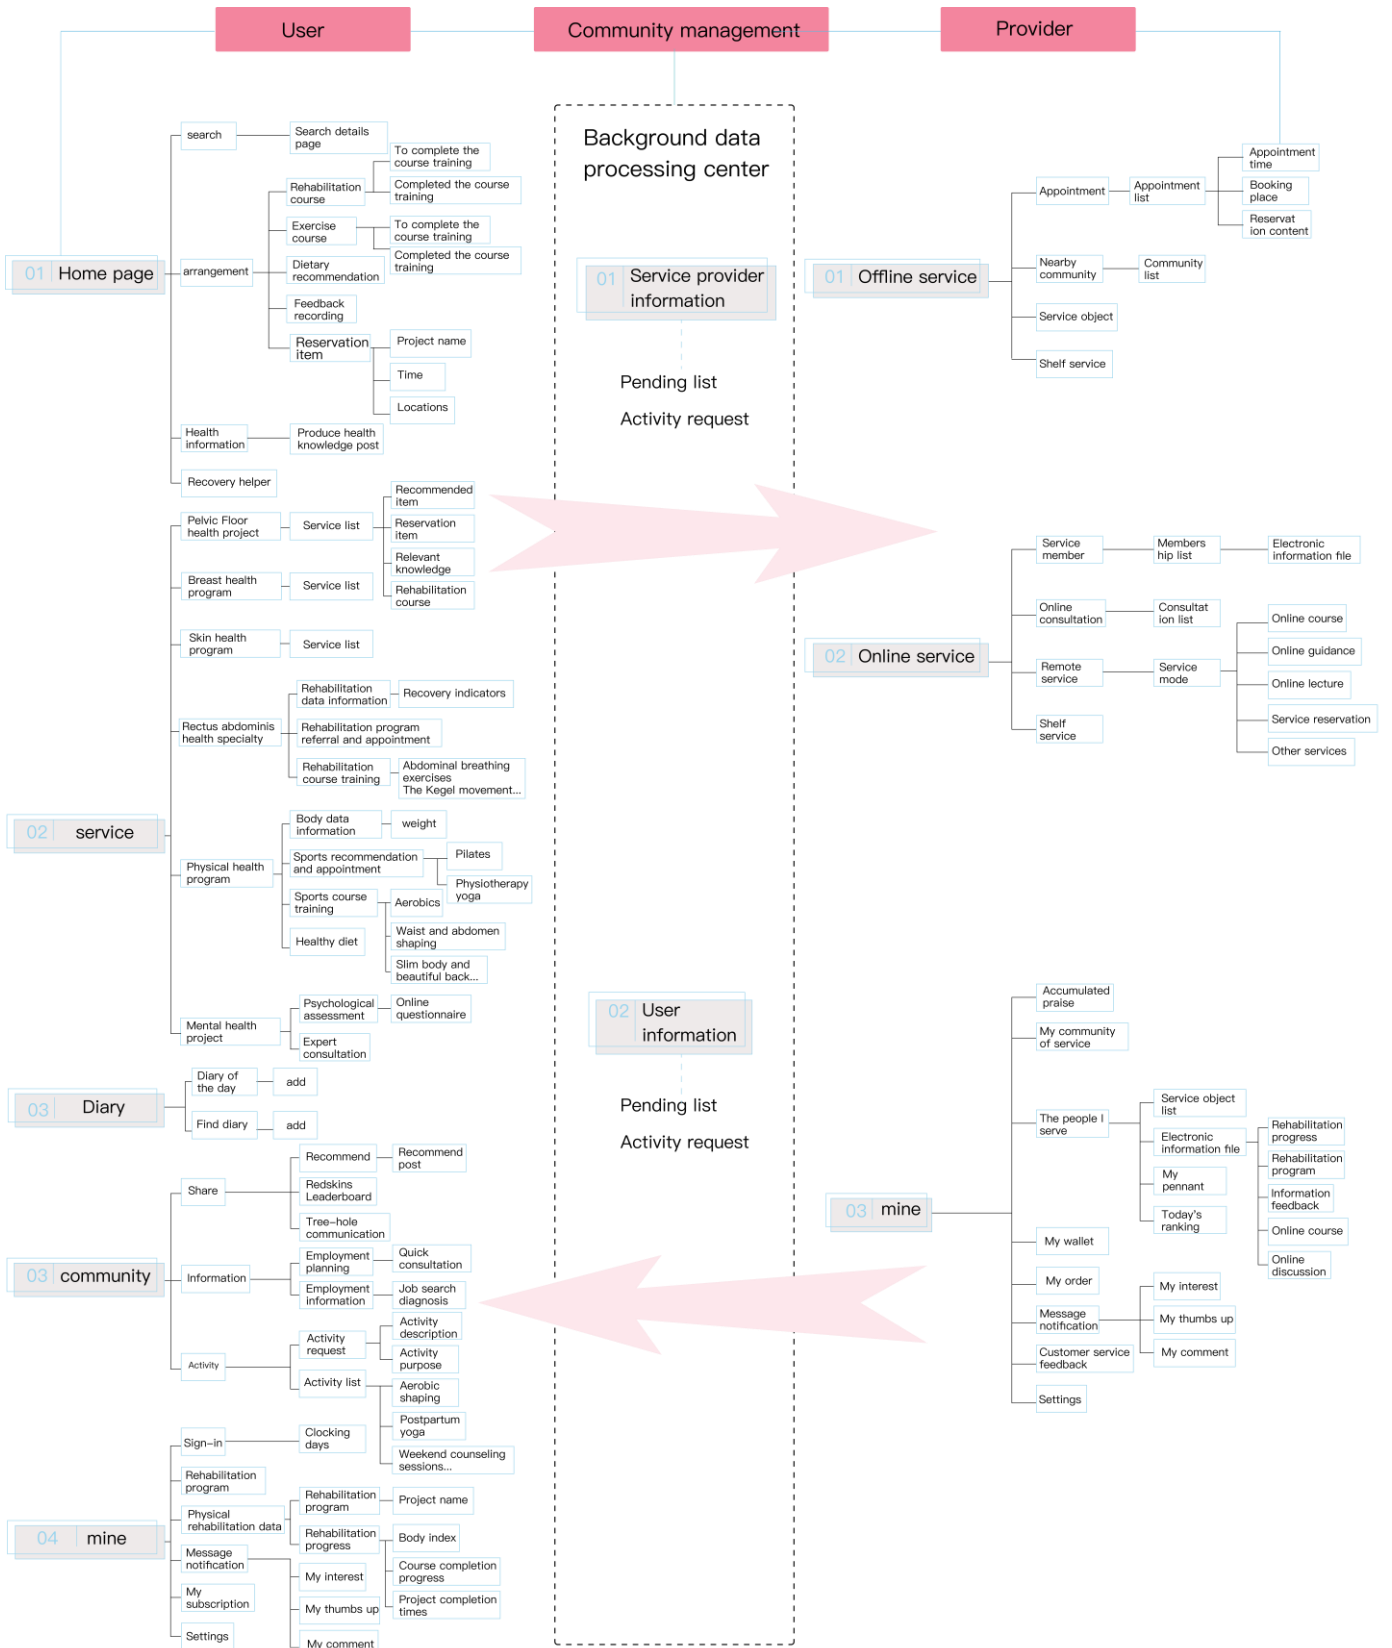 User
Community management
Provider
01 Home page
search
Search details
page
arrangement
Rehabilitation
course
To complete the
course training
Completed the course
training
Exercise
course
To complete the
course training
Completed the course
training
Dietary
recommendation
Feedback
recording
Reservation
item
Project name
Time
Locations
Health
information
Produce health
knowledge post
Recovery helper
02 service
Pelvic Floor
health project
Service list
Recommended
item
Reservation
item
Relevant
knowledge
Rehabilitation
course
Breast health
program
Service list
Skin health
program
Service list
Rectus abdominis
health specialty
Rehabilitation
data information
Recovery indicators
Rehabilitation program
referral and appointment
Rehabilitation
course training
Abdominal breathing
exercises
The Kegel movement...
Physical health
program
Body data
information
weight
Sports recommendation
and appointment
Pilates
Physiotherapy
yoga
Sports course
training
Aerobics
Waist and abdomen
shaping
Slim body and
beautiful back...
Healthy diet
Mental health
project
Psychological
assessment
Online
questionnaire
Expert
consultation
03 Diary
Diary of
the day
add
Find diary
add
03 community
Share
Recommend
Recommend
post
Redskins
Leaderboard
Tree-hole
communication
Information
Employment
planning
Quick
consultation
Employment
information
Job search
diagnosis
Activity
Activity
request
Activity
description
Activity
purpose
Activity list
Aerobic
shaping
Postpartum
yoga
Weekend counseling
sessions...
04 mine
Sign-in
Clocking
days
Rehabilitation
program
Physical
rehabilitation data
Rehabilitation
program
Project name
Rehabilitation
progress
Body index
Course completion
progress
Project completion
times
Message
notification
My interest
My thumbs up
My comment
My
subscription
Settings
Background data
processing center
01 Service provider
information
Pending list
Activity request
02 User
information
Pending list
Activity request
01 Offline service
Appointment
Appointment
list
Appointment
time
Booking
place
Reservat
ion content
Nearby
community
Community
list
Service object
Shelf service
02 Online service
Service
member
Members
hip list
Electronic
information file
Online
consultation
Consultat
ion list
Remote
service
Service
mode
Online course
Online guidance
Online lecture
Service reservation
Other services
Shelf
service
03 mine
Accumulated
praise
My community
of service
The people I
serve
Service object
list
Electronic
information file
Rehabilitation
progress
Rehabilitation
program
Information
feedback
Online course
Online
discussion
My
pennant
Today's
ranking
My wallet
My order
Message
notification
My interest
My thumbs up
My comment
Customer service
feedback
Settings